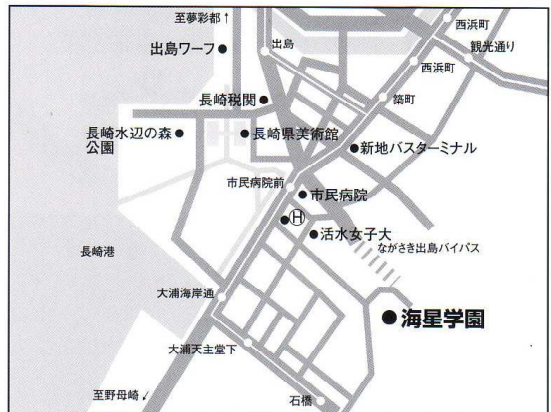 至夢彩都↑
西浜町
出島ワーフ
出島
観光通り
西浜町
長崎税関
築町
長崎水辺の森
公園
長崎県美術館
新地バスターミナル
市民病院前
市民病院
Ⓗ
活水女子大
ながさき出島バイパス
長崎港
大浦海岸通
海星学園
大浦天主堂下
至野母崎↙
石橋